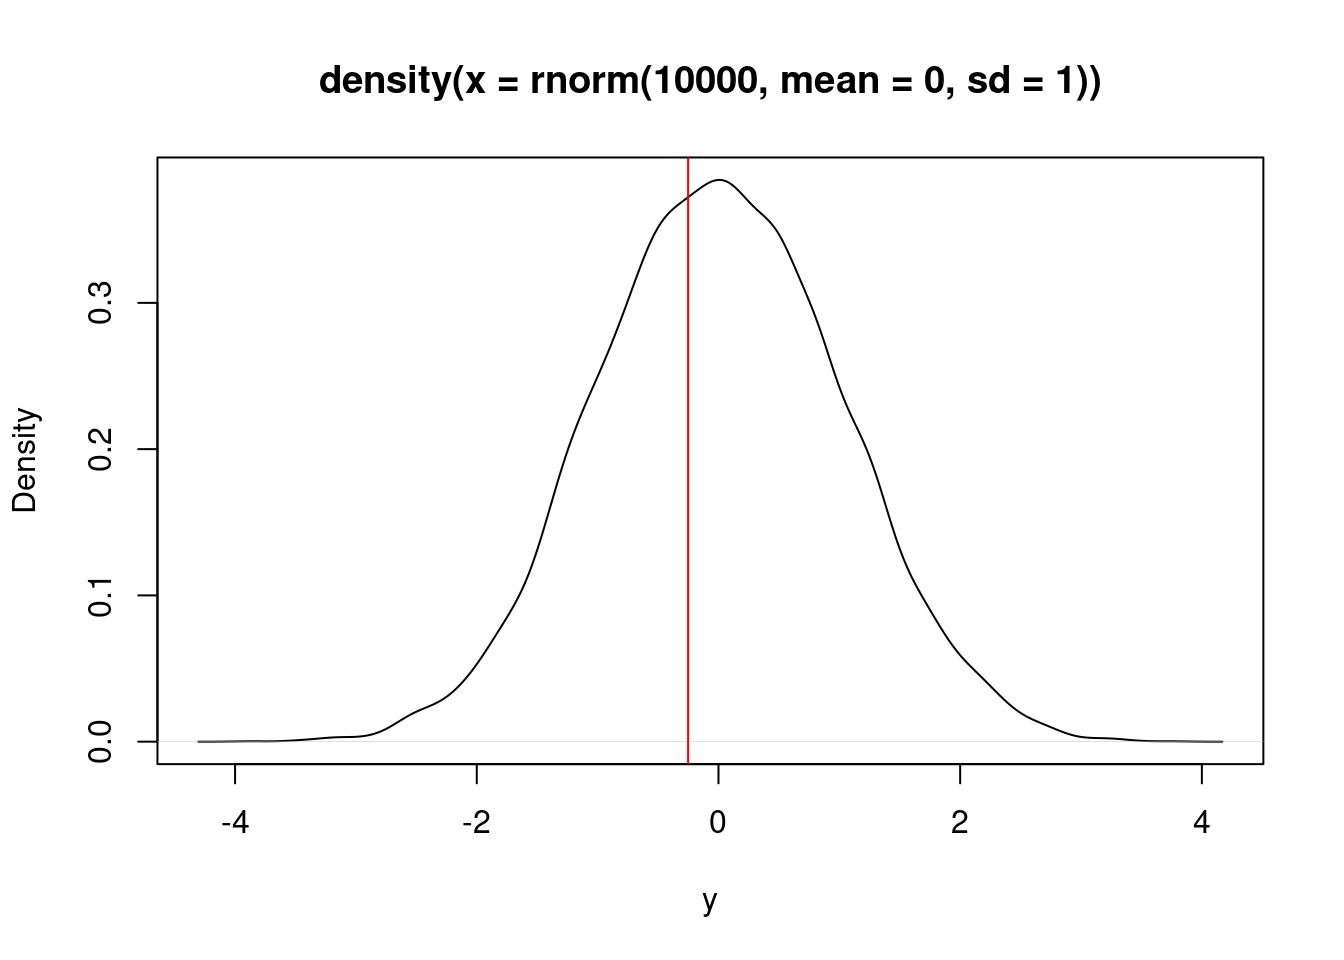 density(x = rnorm(10000, mean = 0, sd = 1))
Density
0.3
0.2
0.1
0.0
-4 -2 0 2 4
y